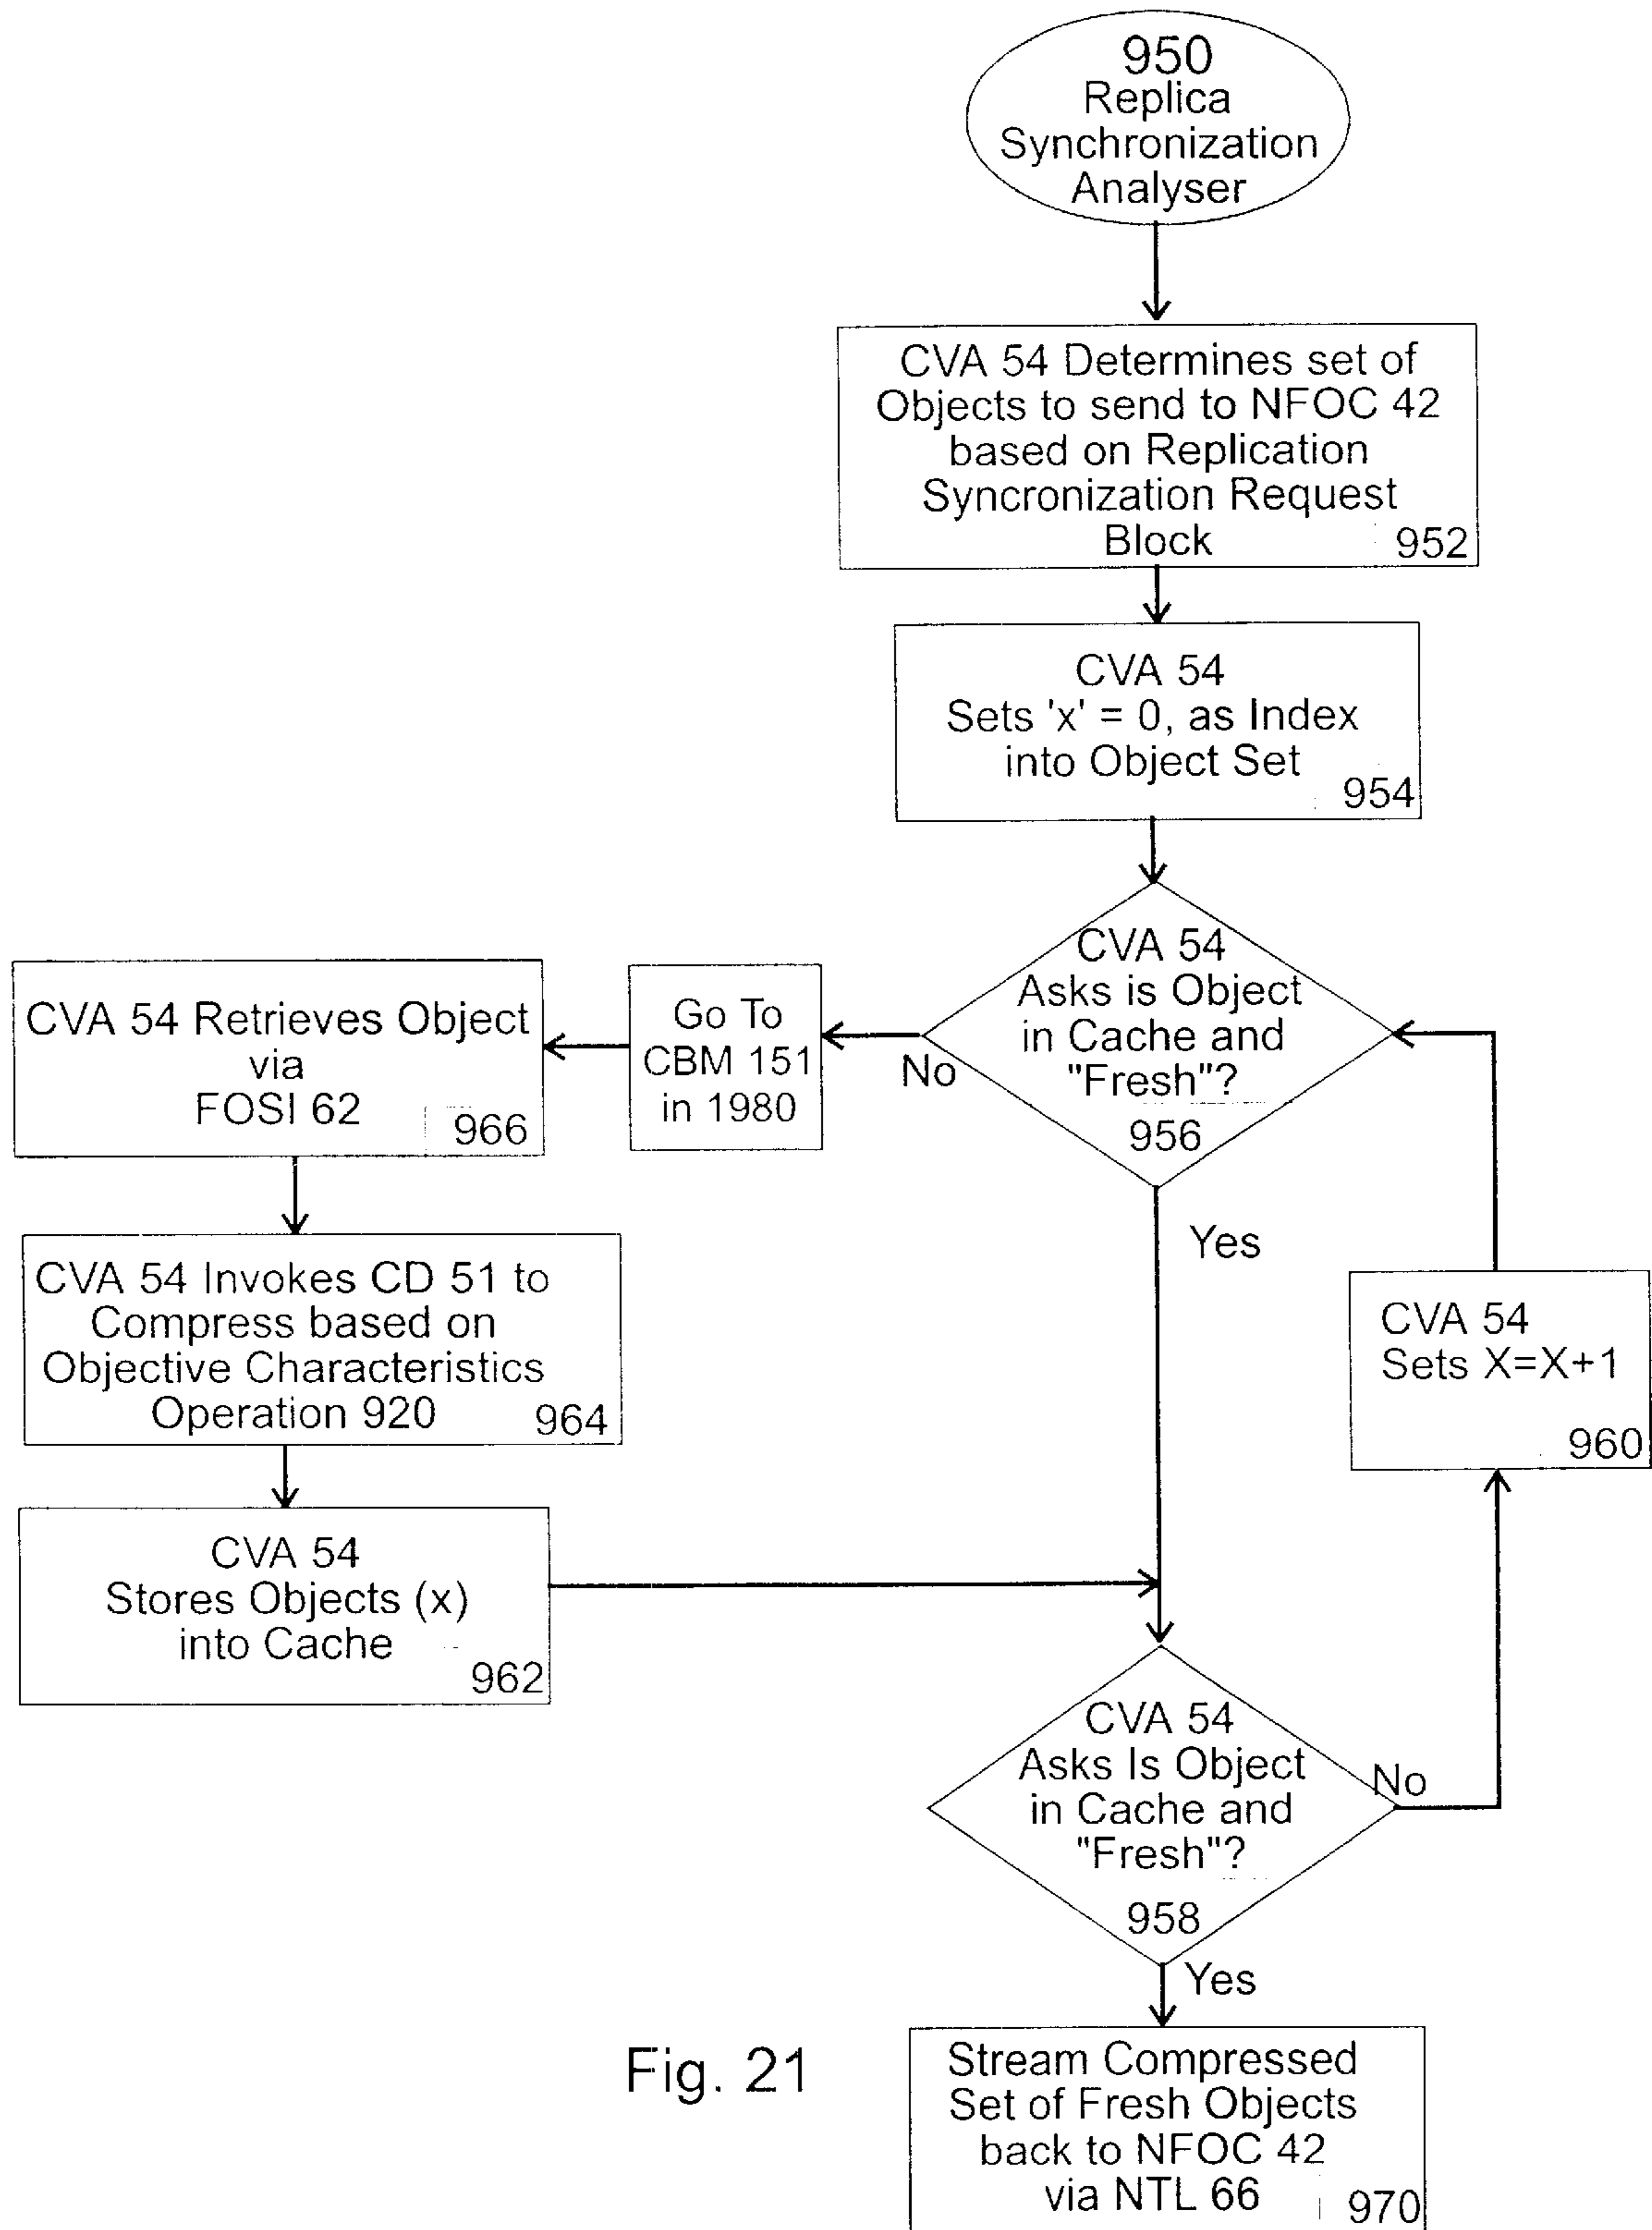 950
Replica
Synchronization
Analyser
CVA 54 Determines set of
Objects to send to NFOC 42
based on Replication
Syncronization Request
Block
952
CVA 54
Sets 'x' = 0, as Index
into Object Set
954
CVA 54
Asks is Object
in Cache and
"Fresh"?
956
No
Yes
Go To
CBM 151
in 1980
CVA 54 Retrieves Object
via
FOSI 62
966
CVA 54 Invokes CD 51 to
Compress based on
Objective Characteristics
Operation 920
964
CVA 54
Stores Objects (x)
into Cache
962
CVA 54
Sets X=X+1
960
CVA 54
Asks Is Object
in Cache and
"Fresh"?
958
No
Yes
Stream Compressed
Set of Fresh Objects
back to NFOC 42
via NTL 66
970
Fig. 21